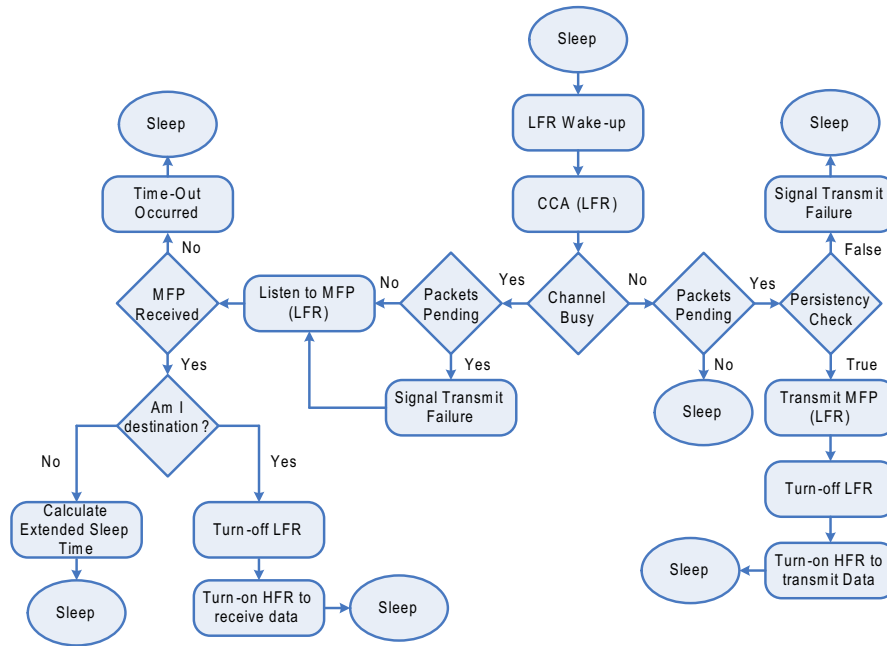 Sleep
LFR Wake-up
CCA (LFR)
Channel
Busy
Yes
No
Packets
Pending
No
Yes
Signal Transmit
Failure
Listen to MFP
(LFR)
MFP
Received
No
Time-Out
Occurred
Sleep
Yes
Am I
destination?
No
Calculate
Extended Sleep
Time
Sleep
Yes
Turn-off LFR
Turn-on HFR to
receive data
Sleep
Packets
Pending
No
Sleep
Yes
Persistency
Check
False
Signal Transmit
Failure
Sleep
True
Transmit MFP
(LFR)
Turn-off LFR
Turn-on HFR to
transmit Data
Sleep